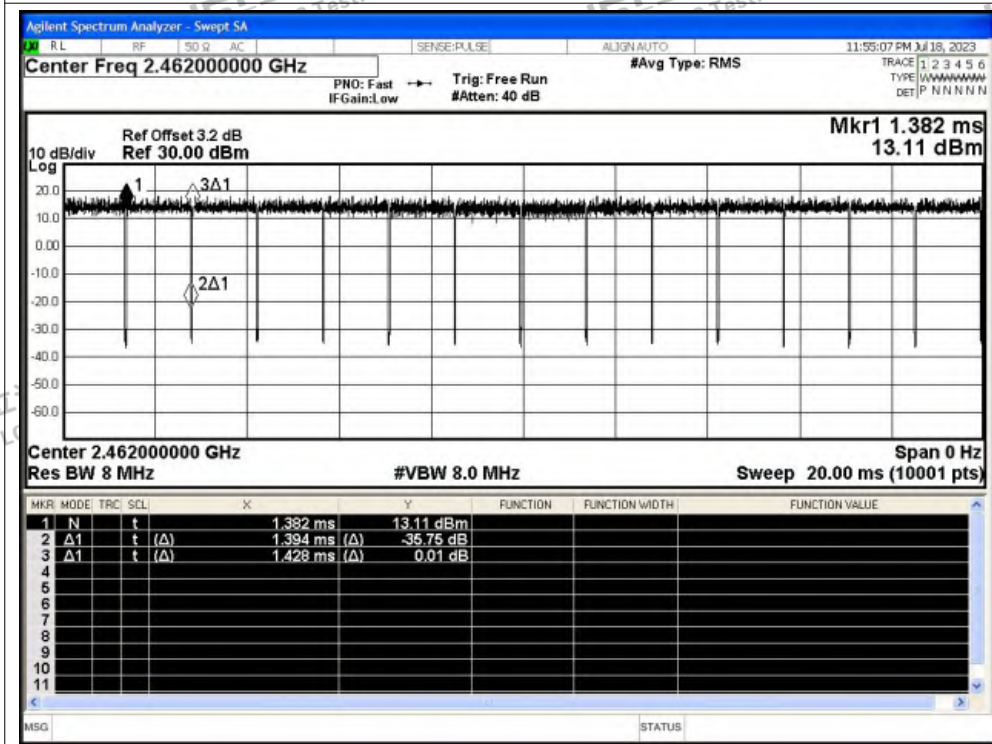 Agilent Spectrum Analyzer - Swept SA
RL RF 50 Ω AC SENSE:PULSE ALIGN AUTO 11:55:07 PM Jul 18, 2023
Center Freq 2.462000000 GHz #Avg Type: RMS TRACE 1 2 3 4 5 6
PNO: Fast Trig: Free Run TYPE WWWWWW
IFGain:Low #Atten: 40 dB DET P N N N N N
Mkr1 1.382 ms
Ref Offset 3.2 dB
10 dB/div Ref 30.00 dBm 13.11 dBm
Log
1 3Δ1
20.0
10.0
0.00
-10.0
2Δ1
-20.0
-30.0
-40.0
-50.0
-60.0
Center 2.462000000 GHz Span 0 Hz
Res BW 8 MHz #VBW 8.0 MHz Sweep 20.00 ms (10001 pts)
MKR MODE TRC SCL X Y FUNCTION FUNCTION WIDTH FUNCTION VALUE
1 N t 1.382 ms 13.11 dBm
2 Δ1 t (Δ) 1.394 ms (Δ) -35.75 dB
3 Δ1 t (Δ) 1.428 ms (Δ) 0.01 dB
4
5
6
7
8
9
10
11
MSG STATUS